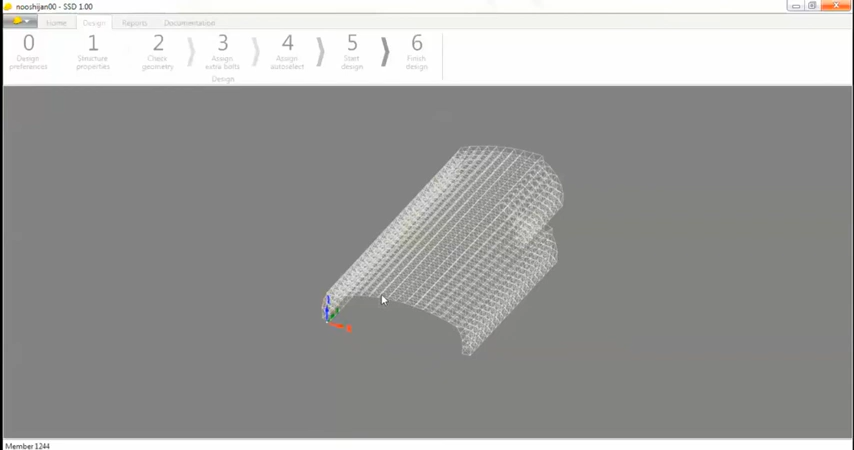 nooshijan00 - SSD 1.00
Home Design Reports Documentation
0 1 2 3 4 5 6
Design preferences
Structure properties
Check geometry
Assign extra bolts
Assign autoselect
Start design
Finish design
Design
Member 1244